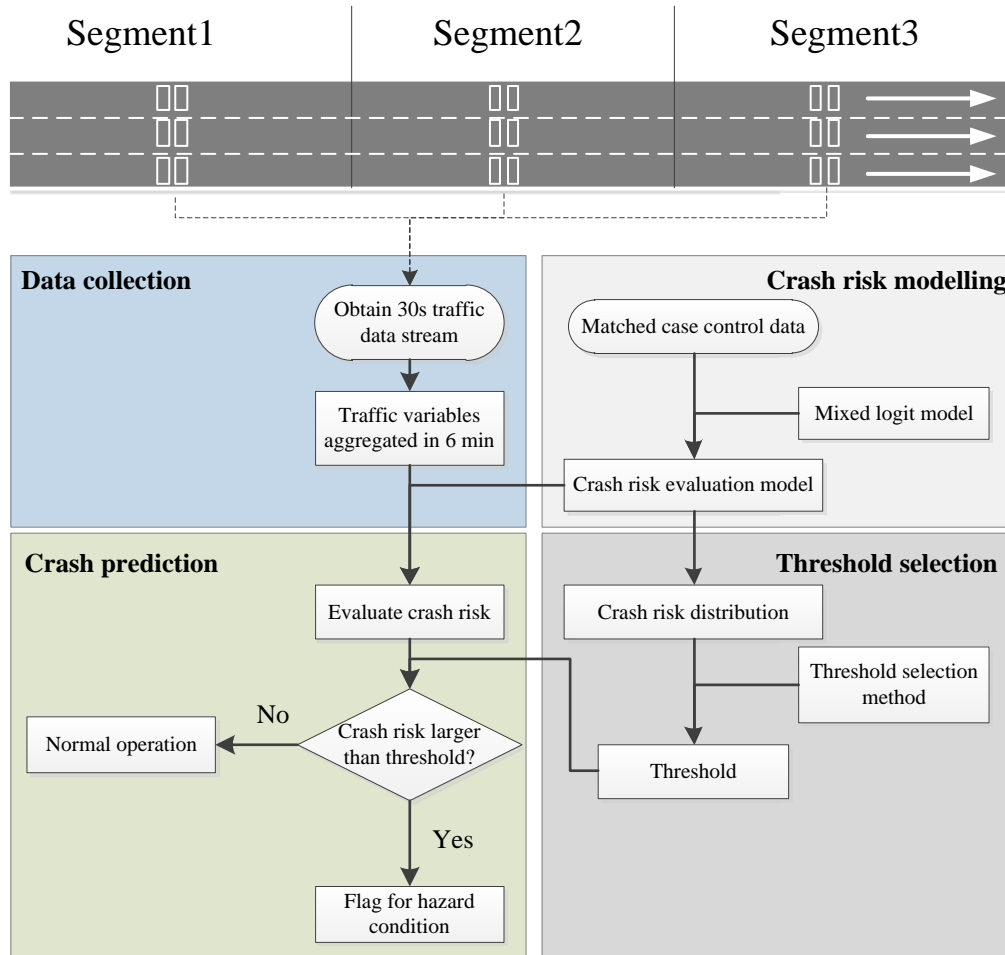 Segment1
Segment2
Segment3
Data collection
Obtain 30s traffic
data stream
Traffic variables
aggregated in 6 min
Crash risk modelling
Matched case control data
Mixed logit model
Crash risk evaluation model
Crash prediction
Evaluate crash risk
Crash risk larger
than threshold?
No
Normal operation
Yes
Flag for hazard
condition
Threshold selection
Crash risk distribution
Threshold selection
method
Threshold